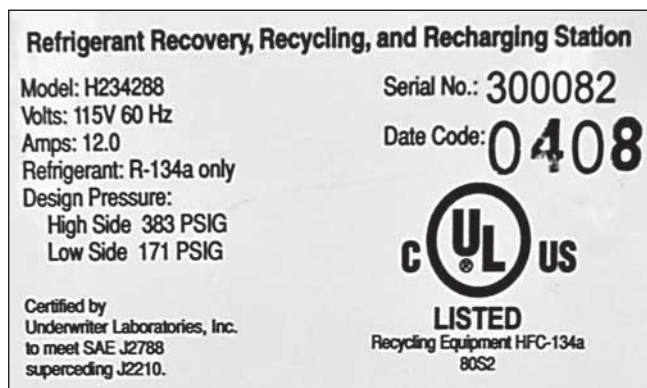 Refrigerant Recovery, Recycling, and Recharging Station
Model: H234288
Volts: 115V 60 Hz
Amps: 12.0
Refrigerant: R-134a only
Design Pressure:
High Side 383 PSIG
Low Side 171 PSIG
Certified by
Underwriter Laboratories, Inc.
to meet SAE J2788
superceding J2210.
Serial No.: 300082
Date Code: 0408
C UL® US
LISTED
Recycling Equipment HFC-134a
80S2